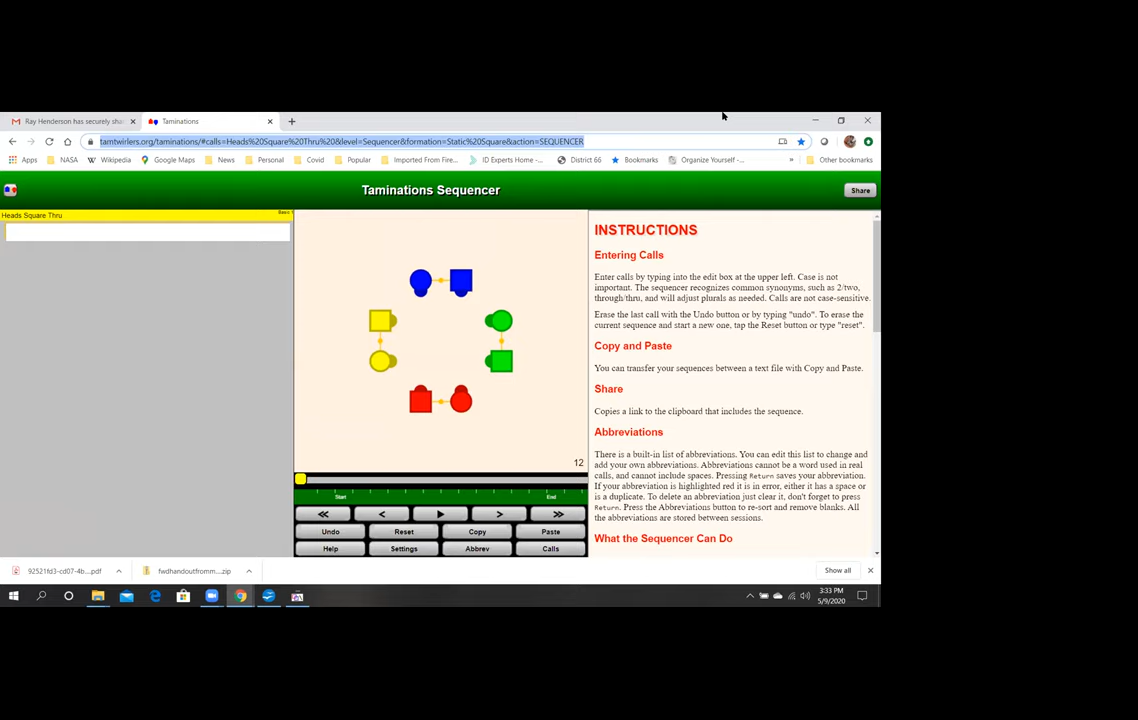 Ray Henderson has securely sha
Taminations
tamtwirlers.org/taminations/#calls=Heads%20Square%20Thru%20&level=Sequencer&formation=Static%20Square&action=SEQUENCER
Apps NASA Wikipedia Google Maps News Personal Covid Popular Imported From Fire... ID Experts Home -... District 66 Bookmarks Organize Yourself -... » Other bookmarks
Taminations Sequencer
Share
Heads Square Thru
Basic 1
12
Start End
Undo Reset Copy Paste
Help Settings Abbrev Calls
INSTRUCTIONS
Entering Calls
Enter calls by typing into the edit box at the upper left. Case is not
important. The sequencer recognizes common synonyms, such as 2/two,
through/thru, and will adjust plurals as needed. Calls are not case-sensitive.
Erase the last call with the Undo button or by typing "undo". To erase the
current sequence and start a new one, tap the Reset button or type "reset".
Copy and Paste
You can transfer your sequences between a text file with Copy and Paste.
Share
Copies a link to the clipboard that includes the sequence.
Abbreviations
There is a built-in list of abbreviations. You can edit this list to change and
add your own abbreviations. Abbreviations cannot be a word used in real
calls, and cannot include spaces. Pressing Return saves your abbreviation.
If your abbreviation is highlighted red it is in error, either it has a space or
is a duplicate. To delete an abbreviation just clear it, don't forget to press
Return. Press the Abbreviations button to re-sort and remove blanks. All
the abbreviations are stored between sessions.
What the Sequencer Can Do
92521fd3-cd07-4b....pdf
fwdhandoutfromm....zip
Show all
3:33 PM
5/9/2020